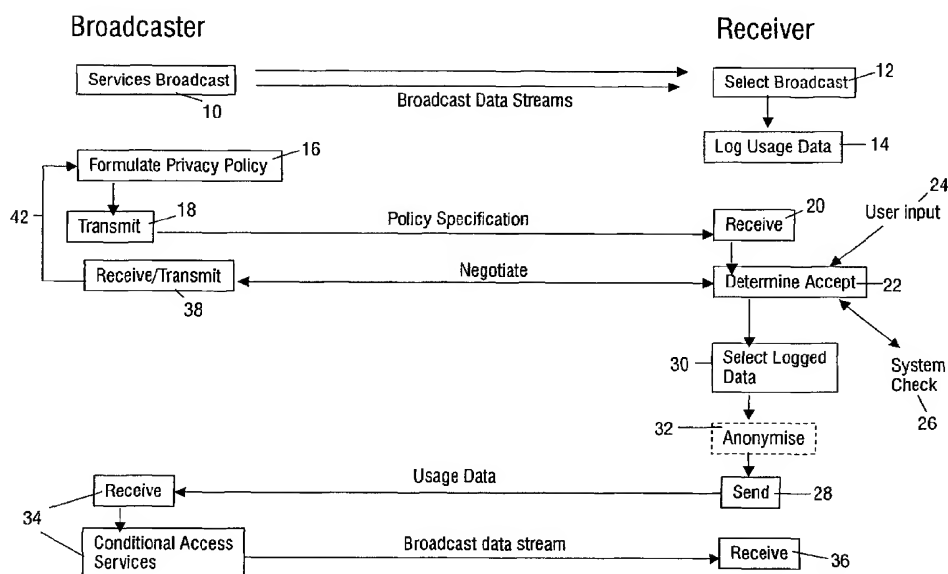 Broadcaster
Receiver
Services Broadcast
10
Broadcast Data Streams
Select Broadcast
12
Log Usage Data
14
Formulate Privacy Policy
16
42
Transmit
18
Policy Specification
Receive
20
User input
24
Receive/Transmit
38
Negotiate
Determine Accept
22
30
Select Logged
Data
System
Check
26
32
Anonymise
Usage Data
Receive
Send
28
34
Conditional Access
Services
Broadcast data stream
Receive
36